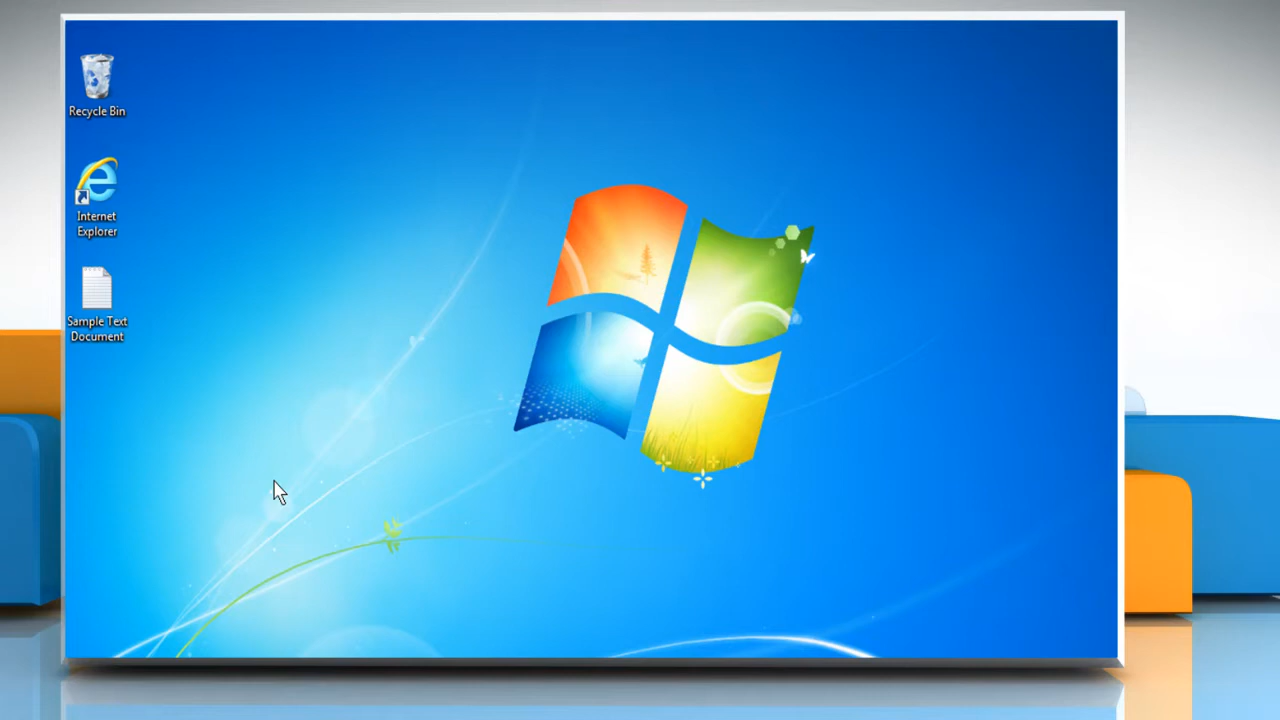 Recycle Bin
Internet
Explorer
Sample Text
Document